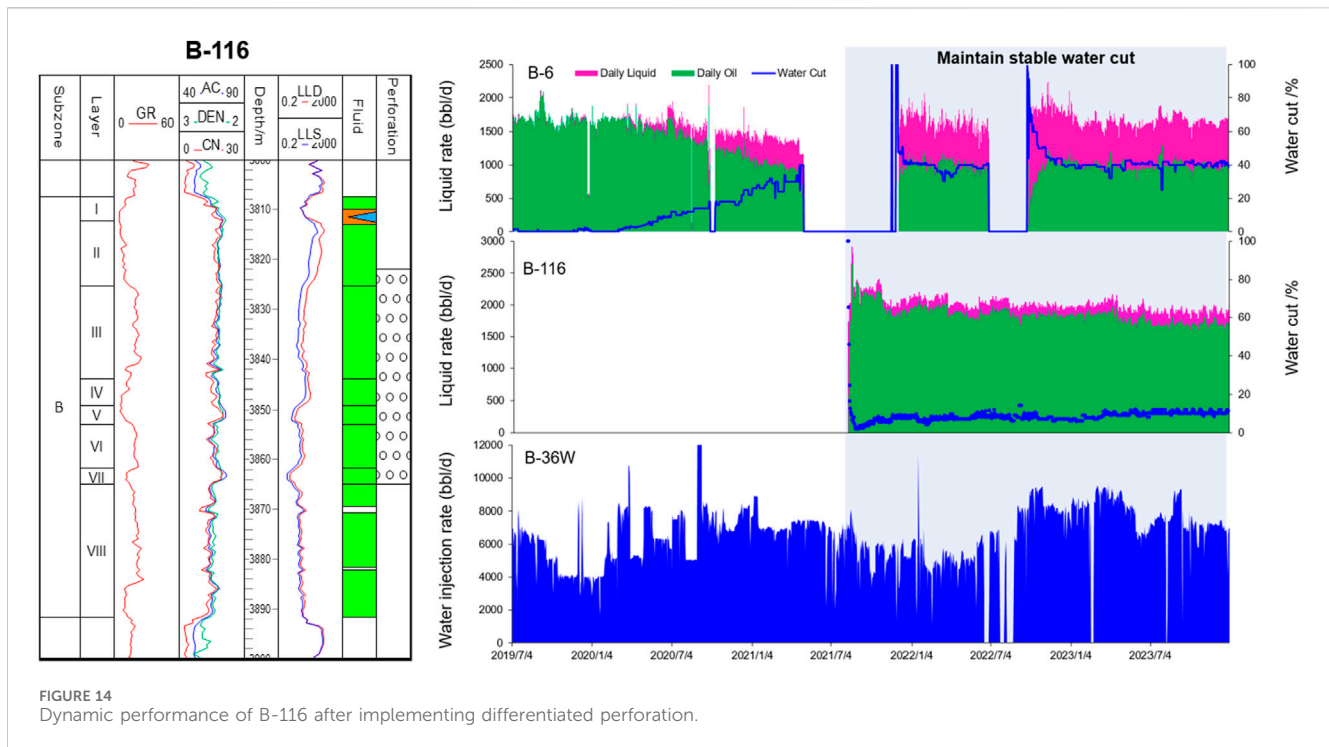 B-116
Subzone
Layer
0 GR 60
40 AC 90
3 DEN 2
0 CN 30
Depth/m
0.2 LLD 2000
0.2 LLS 2000
Fluid
Perforation
B
I
II
III
IV
V
VI
VII
VIII
3810
3820
3830
3840
3850
3860
3870
3880
3890
Maintain stable water cut
B-6
Daily Liquid Daily Oil Water Cut
Liquid rate (bbl/d)
2500
2000
1500
1000
500
0
Water cut /%
100
80
60
40
20
0
B-116
Liquid rate (bbl/d)
3000
2500
2000
1500
1000
500
0
Water cut /%
100
80
60
40
20
0
B-36W
Water injection rate (bbl/d)
12000
10000
8000
6000
4000
2000
0
2019/7/4 2020/1/4 2020/7/4 2021/1/4 2021/7/4 2022/1/4 2022/7/4 2023/1/4 2023/7/4
FIGURE 14
Dynamic performance of B-116 after implementing differentiated perforation.